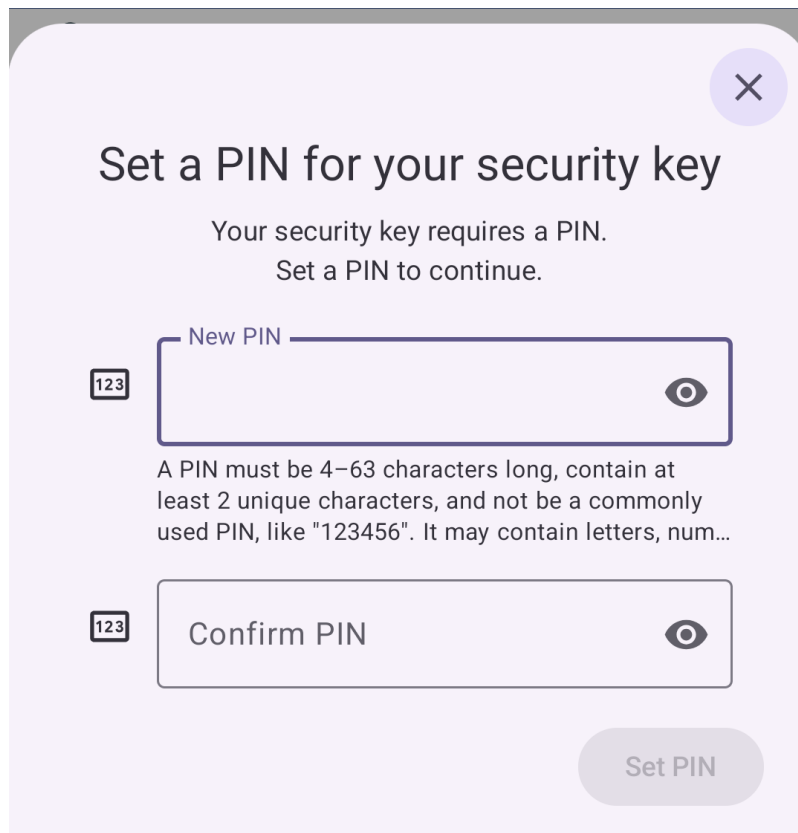 Set a PIN for your security key
Your security key requires a PIN.
Set a PIN to continue.
New PIN
123
A PIN must be 4–63 characters long, contain at
least 2 unique characters, and not be a commonly
used PIN, like "123456". It may contain letters, num…
123
Confirm PIN
Set PIN